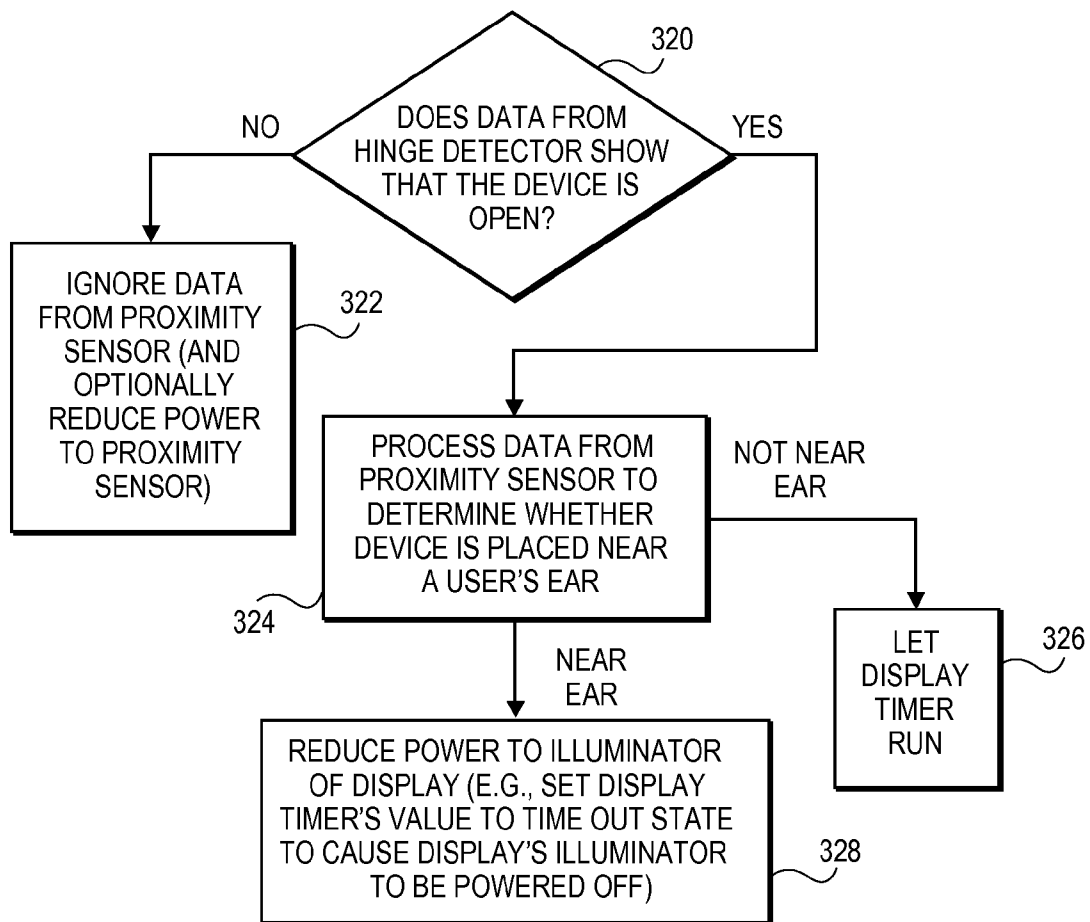 320
DOES DATA FROM
HINGE DETECTOR SHOW
THAT THE DEVICE IS
OPEN?
NO
YES
IGNORE DATA
FROM PROXIMITY
SENSOR (AND
OPTIONALLY
REDUCE POWER
TO PROXIMITY
SENSOR)
322
PROCESS DATA FROM
PROXIMITY SENSOR TO
DETERMINE WHETHER
DEVICE IS PLACED NEAR
A USER'S EAR
324
NOT NEAR
EAR
NEAR
EAR
LET
DISPLAY
TIMER
RUN
326
REDUCE POWER TO ILLUMINATOR
OF DISPLAY (E.G., SET DISPLAY
TIMER'S VALUE TO TIME OUT STATE
TO CAUSE DISPLAY'S ILLUMINATOR
TO BE POWERED OFF)
328